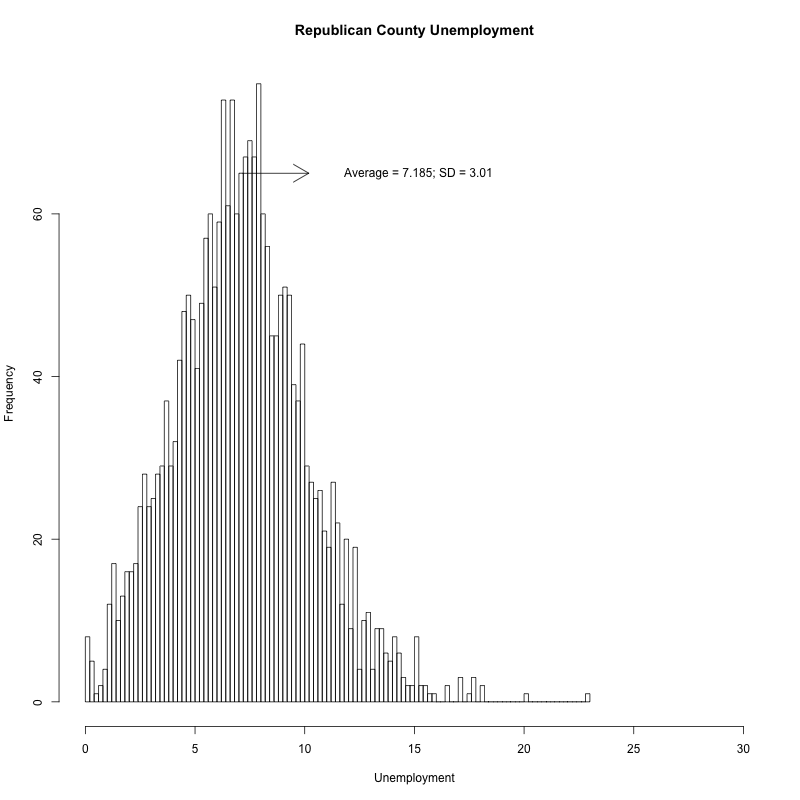 Republican County Unemployment
Average = 7.185; SD = 3.01
Frequency
60
40
20
0
0 5 10 15 20 25 30
Unemployment